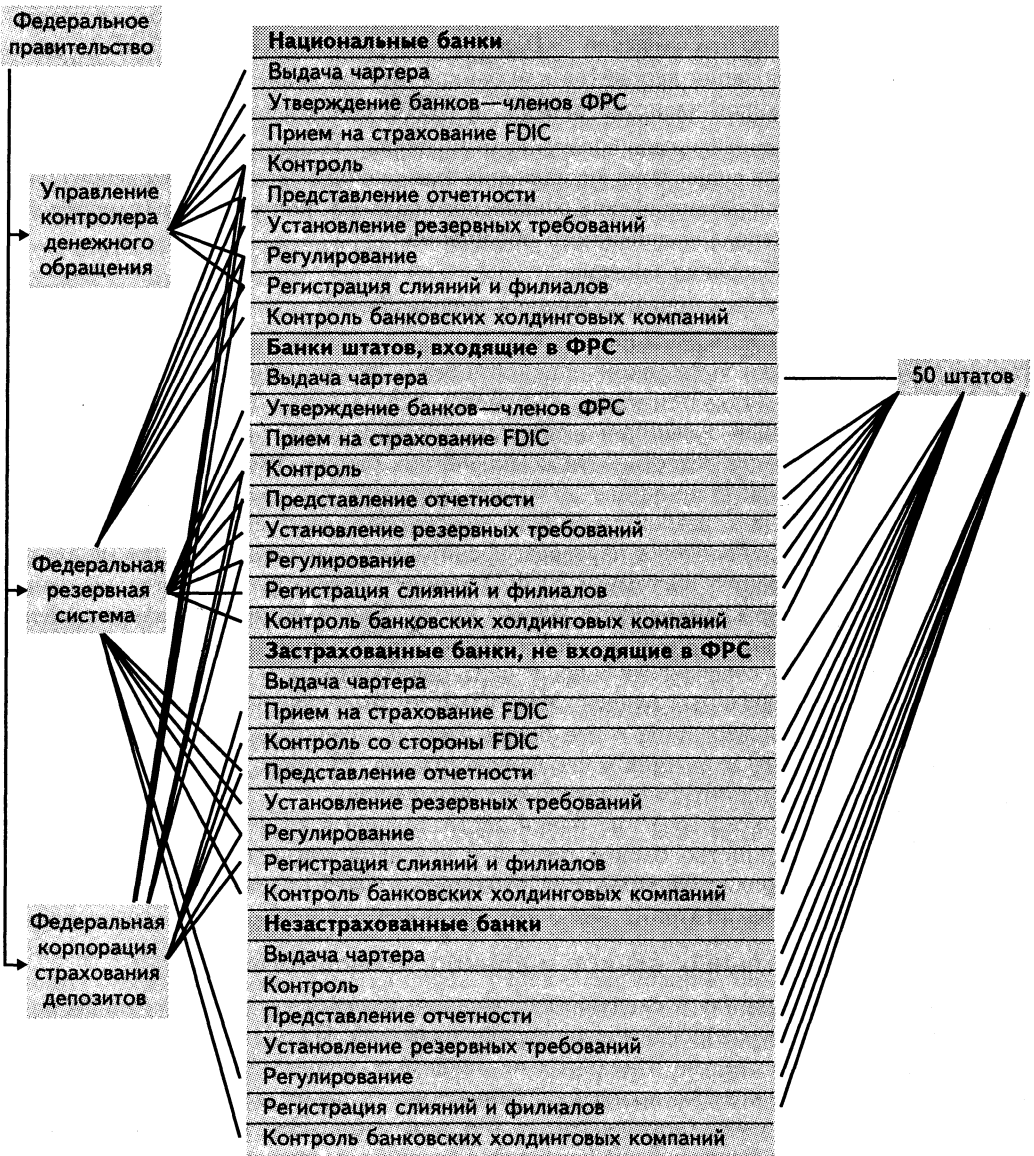 Федеральное
правительство
Управление
контролера
денежного
обращения
Федеральная
резервная
система
Федеральная
корпорация
страхования
депозитов
Национальные банки
Выдача чартера
Утверждение банков—членов ФРС
Прием на страхование FDIC
Контроль
Представление отчетности
Установление резервных требований
Регулирование
Регистрация слияний и филиалов
Контроль банковских холдинговых компаний
Банки штатов, входящие в ФРС
Выдача чартера
Утверждение банков—членов ФРС
Прием на страхование FDIC
Контроль
Представление отчетности
Установление резервных требований
Регулирование
Регистрация слияний и филиалов
Контроль банковских холдинговых компаний
Застрахованные банки, не входящие в ФРС
Выдача чартера
Прием на страхование FDIC
Контроль со стороны FDIC
Представление отчетности
Установление резервных требований
Регулирование
Регистрация слияний и филиалов
Контроль банковских холдинговых компаний
Незастрахованные банки
Выдача чартера
Контроль
Представление отчетности
Установление резервных требований
Регулирование
Регистрация слияний и филиалов
Контроль банковских холдинговых компаний
50 штатов